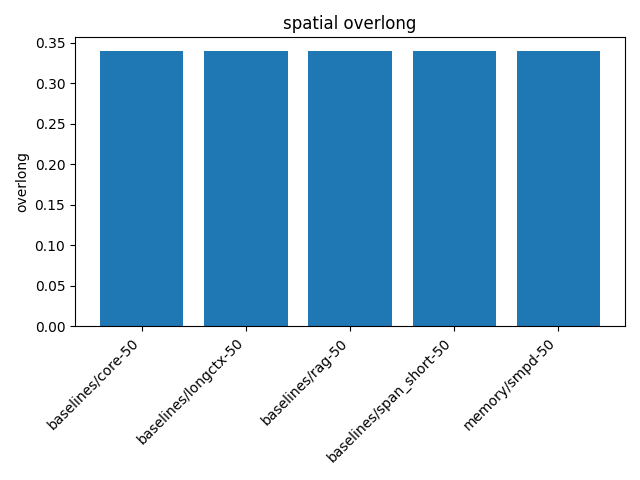 spatial overlong
overlong
0.35
0.30
0.25
0.20
0.15
0.10
0.05
0.00
baselines/core-50
baselines/longctx-50
baselines/rag-50
baselines/span_short-50
memory/smpd-50